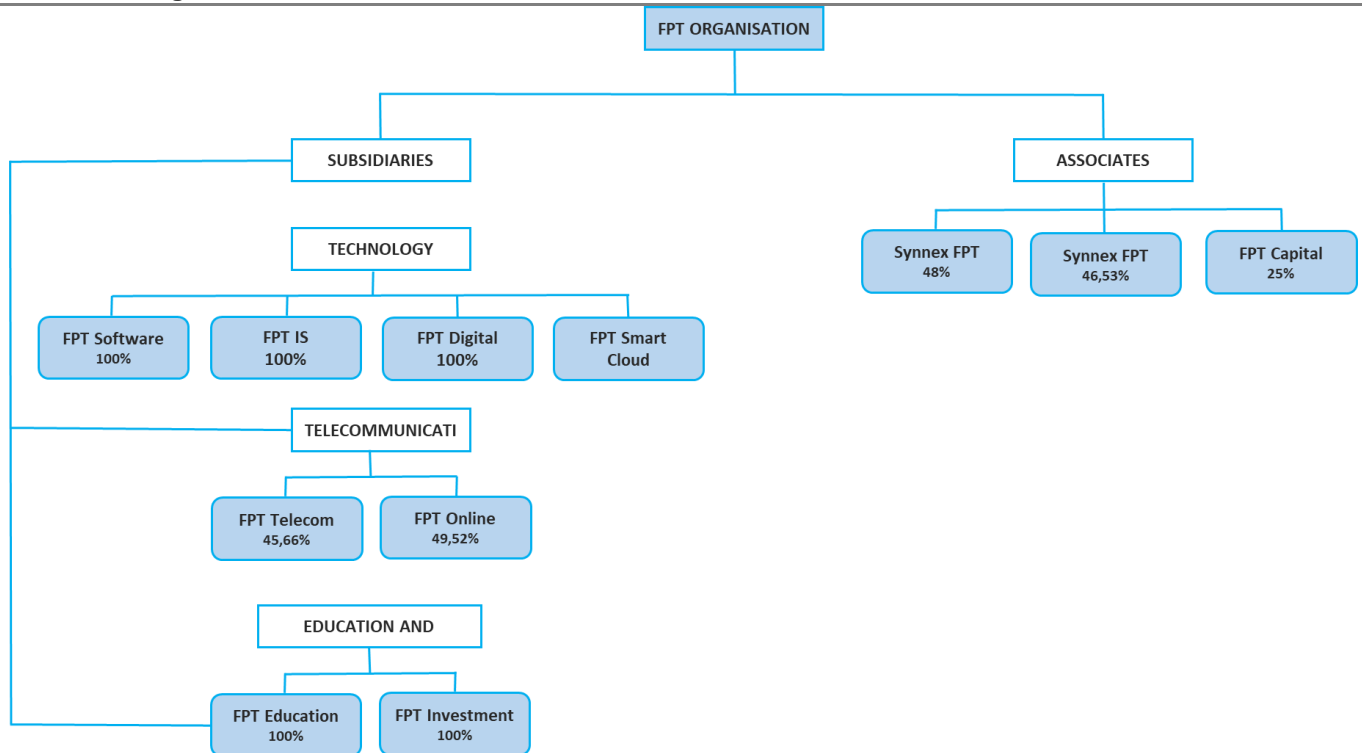 FPT ORGANISATION
SUBSIDIARIES
ASSOCIATES
TECHNOLOGY
Synnex FPT
48%
Synnex FPT
46,53%
FPT Capital
25%
FPT Software
100%
FPT IS
100%
FPT Digital
100%
FPT Smart
Cloud
TELECOMMUNICATI
FPT Telecom
45,66%
FPT Online
49,52%
EDUCATION AND
FPT Education
100%
FPT Investment
100%